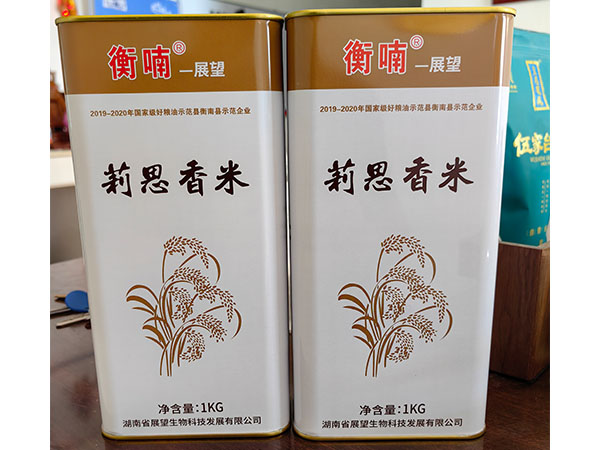 衡喃®
—展望
2019-2020年国家级好粮油示范县衡南县示范企业
莉思香米
净含量:1KG
湖南省展望生物科技发展有限公司
衡喃®
—展望
2019-2020年国家级好粮油示范县衡南县示范企业
莉思香米
净含量:1KG
湖南省展望生物科技发展有限公司
伍家台